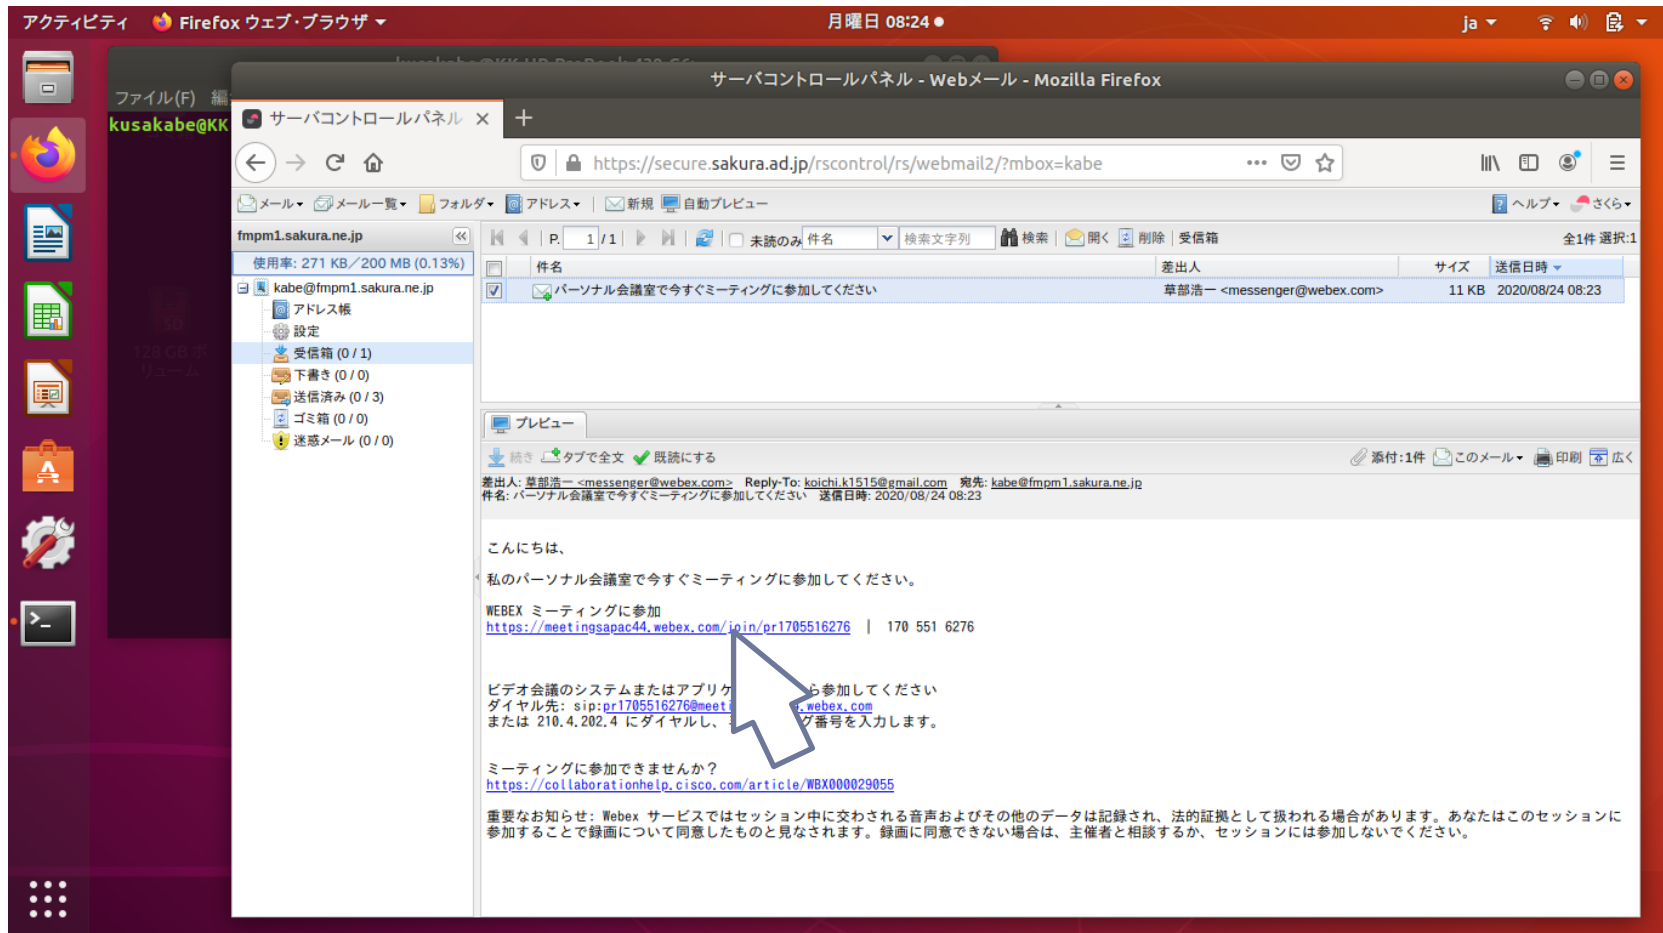 アクティビティ Firefox ウェブ・ブラウザ 月曜日 08:24 ja
サーバコントロールパネル - Webメール - Mozilla Firefox
ファイル(F) 編
kusakabe@KK
サーバコントロールパネル
https://secure.sakura.ad.jp/rscontrol/rs/webmail2/?mbox=kabe
メール メール一覧 フォルダ アドレス 新規 自動プレビュー ヘルプ さくら
fmpm1.sakura.ne.jp
P. 1 / 1 未読のみ 件名 検索文字列 検索 開く 削除 受信箱 全1件 選択:1
使用率: 271 KB／200 MB (0.13%)
件名 差出人 サイズ 送信日時
パーソナル会議室で今すぐミーティングに参加してください 草部浩一 <messenger@webex.com> 11 KB 2020/08/24 08:23
kabe@fmpm1.sakura.ne.jp
アドレス帳
設定
受信箱 (0 / 1)
下書き (0 / 0)
送信済み (0 / 3)
ゴミ箱 (0 / 0)
迷惑メール (0 / 0)
128 GB ボ
リューム
プレビュー
続き タブで全文 既読にする 添付:1件 このメール 印刷 広く
差出人: 草部浩一 <messenger@webex.com> Reply-To: koichi.k1515@gmail.com 宛先: kabe@fmpm1.sakura.ne.jp
件名: パーソナル会議室で今すぐミーティングに参加してください 送信日時: 2020/08/24 08:23
こんにちは、
私のパーソナル会議室で今すぐミーティングに参加してください。
WEBEX ミーティングに参加
https://meetingsapac44.webex.com/join/pr1705516276 | 170 551 6276
ビデオ会議のシステムまたはアプリケ ら参加してください
ダイヤル先: sip:pr1705516276@meeti .webex.com
または 210.4.202.4 にダイヤルし、 グ番号を入力します。
ミーティングに参加できませんか？
https://collaborationhelp.cisco.com/article/WBX000029055
重要なお知らせ: Webex サービスではセッション中に交わされる音声およびその他のデータは記録され、法的証拠として扱われる場合があります。あなたはこのセッションに
参加することで録画について同意したものと見なされます。録画に同意できない場合は、主催者と相談するか、セッションには参加しないでください。